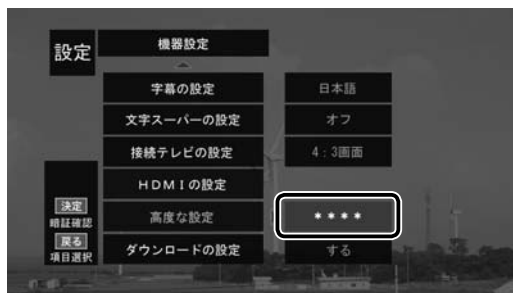 設定
機器設定
字幕の設定 日本語
文字スーパーの設定 オフ
接続テレビの設定 4：3画面
HDMIの設定
高度な設定 ＊＊＊＊
ダウンロードの設定 する
決定
暗証確認
戻る
項目選択